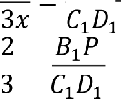 3x − C₁D₁
2 B₁P
3 C₁D₁